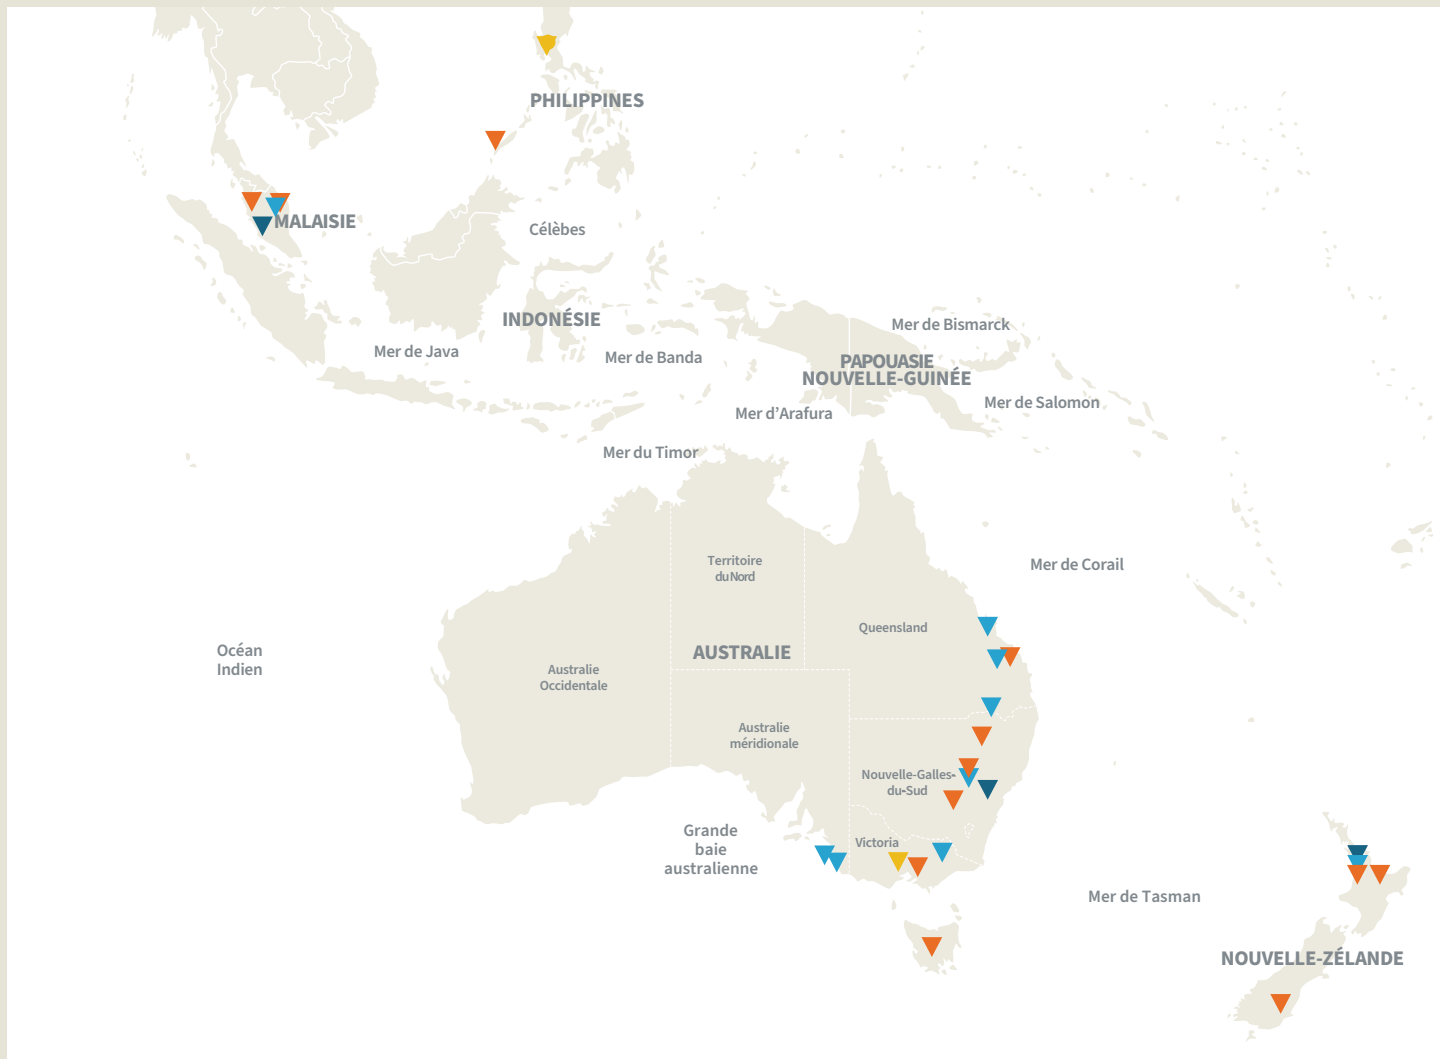 PHILIPPINES
MALAISIE
Célèbes
INDONÉSIE
Mer de Bismarck
Mer de Java
Mer de Banda
PAPOUASIE
NOUVELLE-GUINÉE
Mer de Salomon
Mer d’Arafura
Mer du Timor
Territoire
du Nord
Mer de Corail
Queensland
Océan
Indien
AUSTRALIE
Australie
Occidentale
Australie
méridionale
Nouvelle-Galles-
du-Sud
Grande
baie
australienne
Victoria
Mer de Tasman
NOUVELLE-ZÉLANDE